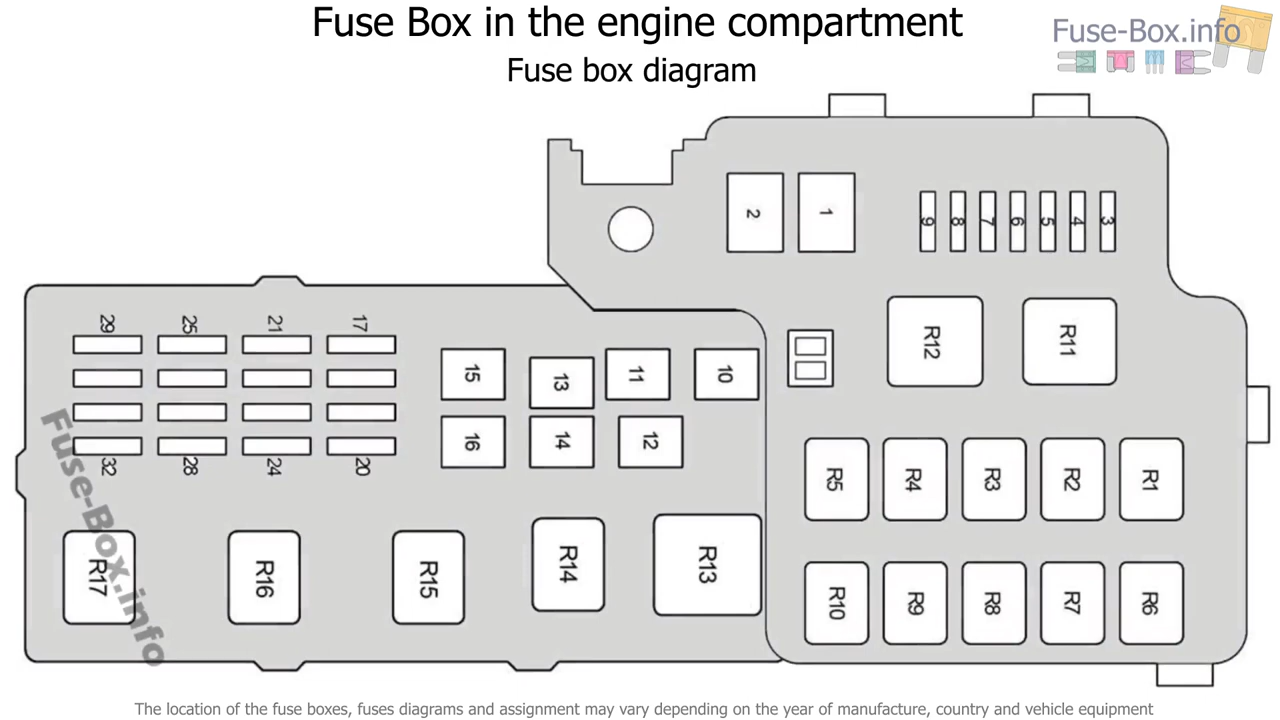 Fuse Box in the engine compartment
Fuse box diagram
Fuse-Box.info
2
1
9
8
7
6
5
4
3
29
25
21
17
R12
R11
15
13
11
10
16
14
12
32
28
24
20
R5
R4
R3
R2
R1
R17
R16
R15
R14
R13
R10
R9
R8
R7
R6
Fuse-Box.info
The location of the fuse boxes, fuses diagrams and assignment may vary depending on the year of manufacture, country and vehicle equipment